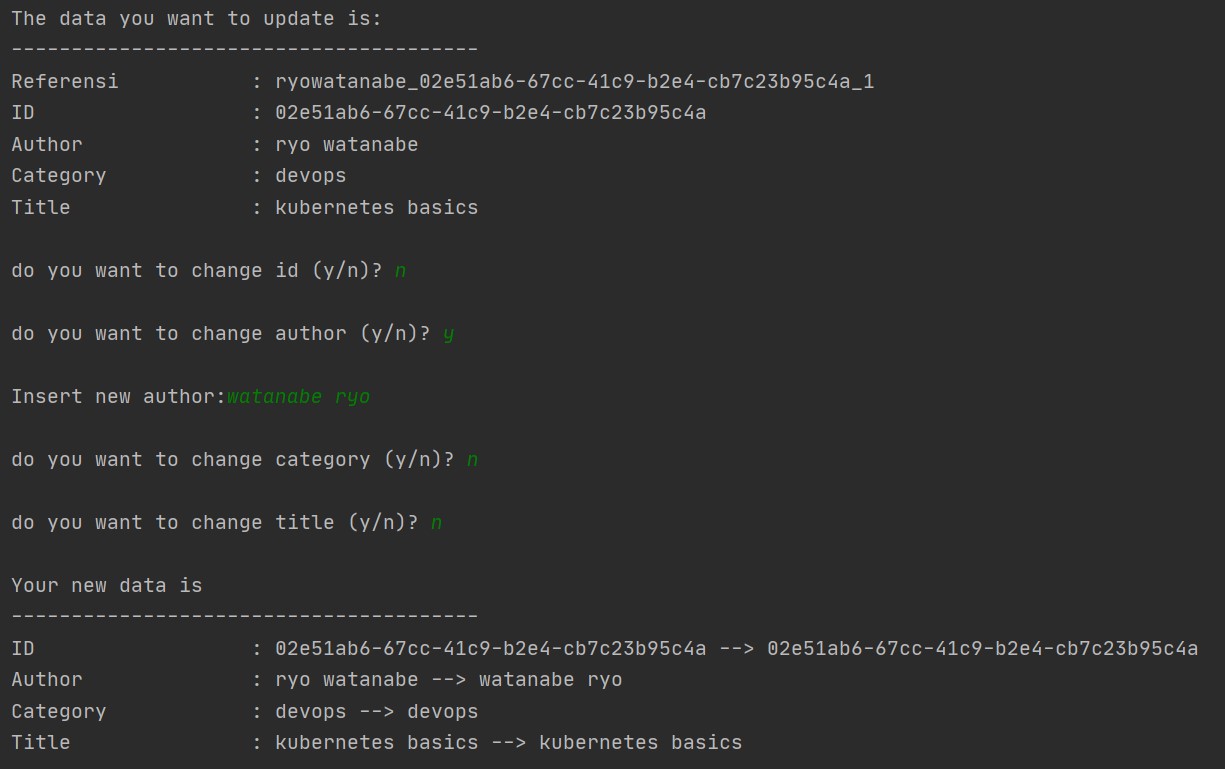 The data you want to update is:
---------------------------------------
Referensi           : ryowatanabe_02e51ab6-67cc-41c9-b2e4-cb7c23b95c4a_1
ID                  : 02e51ab6-67cc-41c9-b2e4-cb7c23b95c4a
Author              : ryo watanabe
Category            : devops
Title               : kubernetes basics
do you want to change id (y/n)? n
do you want to change author (y/n)? y
Insert new author:watanabe ryo
do you want to change category (y/n)? n
do you want to change title (y/n)? n
Your new data is
---------------------------------------
ID                  : 02e51ab6-67cc-41c9-b2e4-cb7c23b95c4a --> 02e51ab6-67cc-41c9-b2e4-cb7c23b95c4a
Author              : ryo watanabe --> watanabe ryo
Category            : devops --> devops
Title               : kubernetes basics --> kubernetes basics